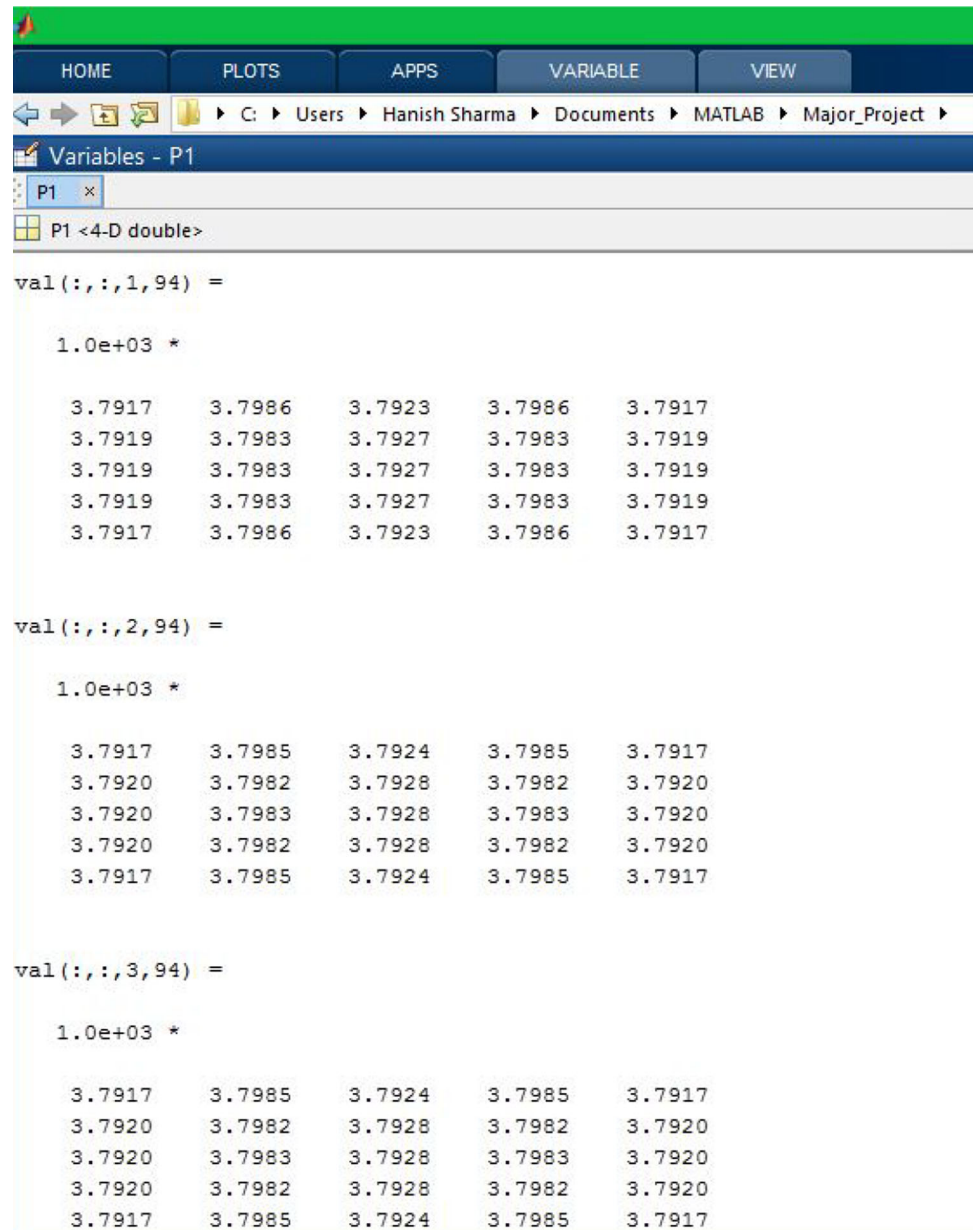 HOME PLOTS APPS VARIABLE VIEW
C: Users Hanish Sharma Documents MATLAB Major_Project
Variables - P1
P1 ×
P1 <4-D double>
val(:,:,1,94) =
1.0e+03 *
3.7917 3.7986 3.7923 3.7986 3.7917
3.7919 3.7983 3.7927 3.7983 3.7919
3.7919 3.7983 3.7927 3.7983 3.7919
3.7919 3.7983 3.7927 3.7983 3.7919
3.7917 3.7986 3.7923 3.7986 3.7917
val(:,:,2,94) =
1.0e+03 *
3.7917 3.7985 3.7924 3.7985 3.7917
3.7920 3.7982 3.7928 3.7982 3.7920
3.7920 3.7983 3.7928 3.7983 3.7920
3.7920 3.7982 3.7928 3.7982 3.7920
3.7917 3.7985 3.7924 3.7985 3.7917
val(:,:,3,94) =
1.0e+03 *
3.7917 3.7985 3.7924 3.7985 3.7917
3.7920 3.7982 3.7928 3.7982 3.7920
3.7920 3.7983 3.7928 3.7983 3.7920
3.7920 3.7982 3.7928 3.7982 3.7920
3.7917 3.7985 3.7924 3.7985 3.7917